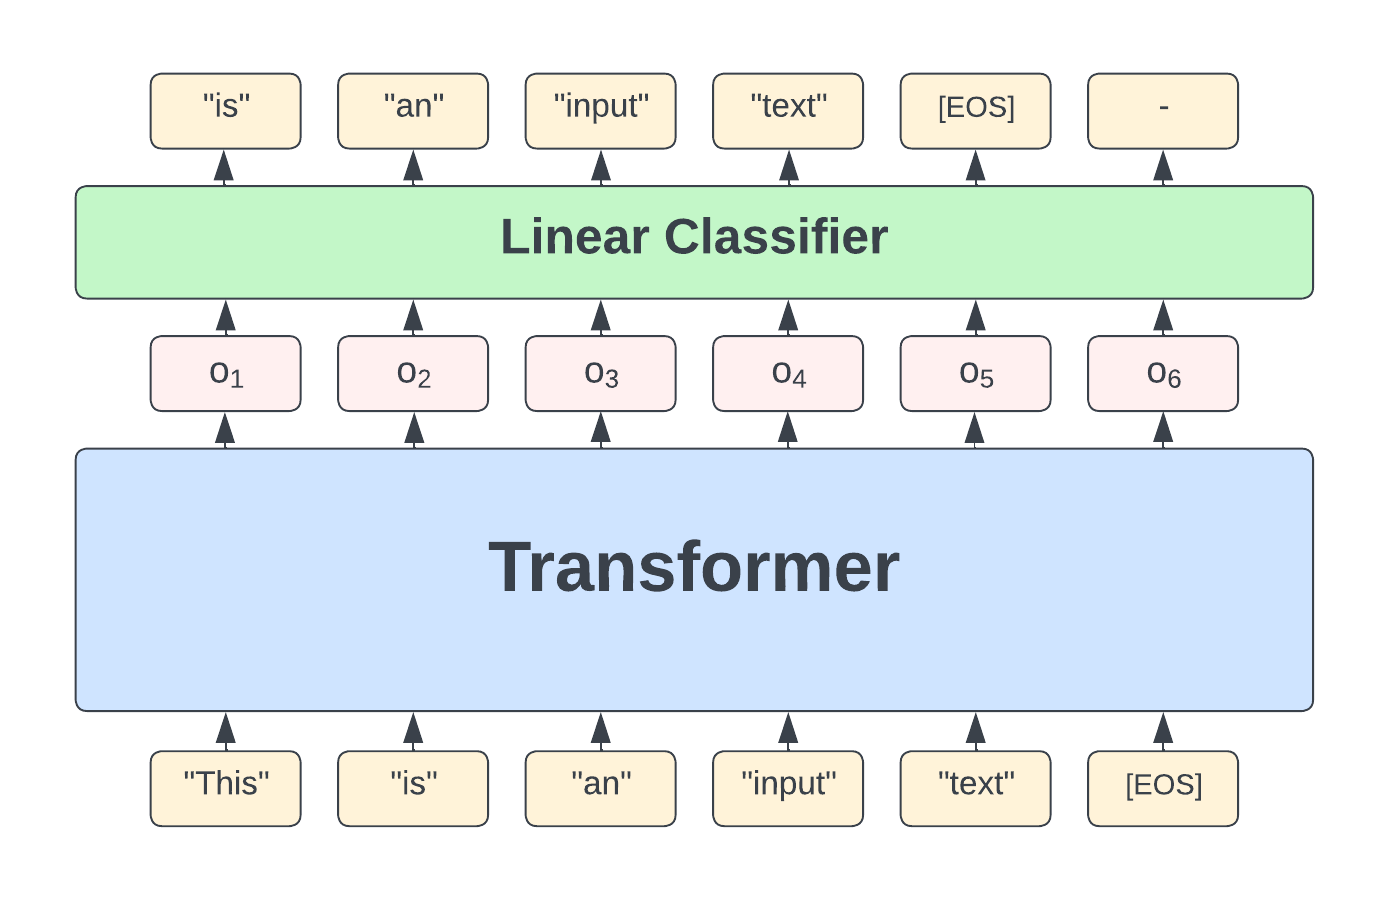 "is" "an" "input" "text" [EOS] -
Linear Classifier
o₁ o₂ o₃ o₄ o₅ o₆
Transformer
"This" "is" "an" "input" "text" [EOS]